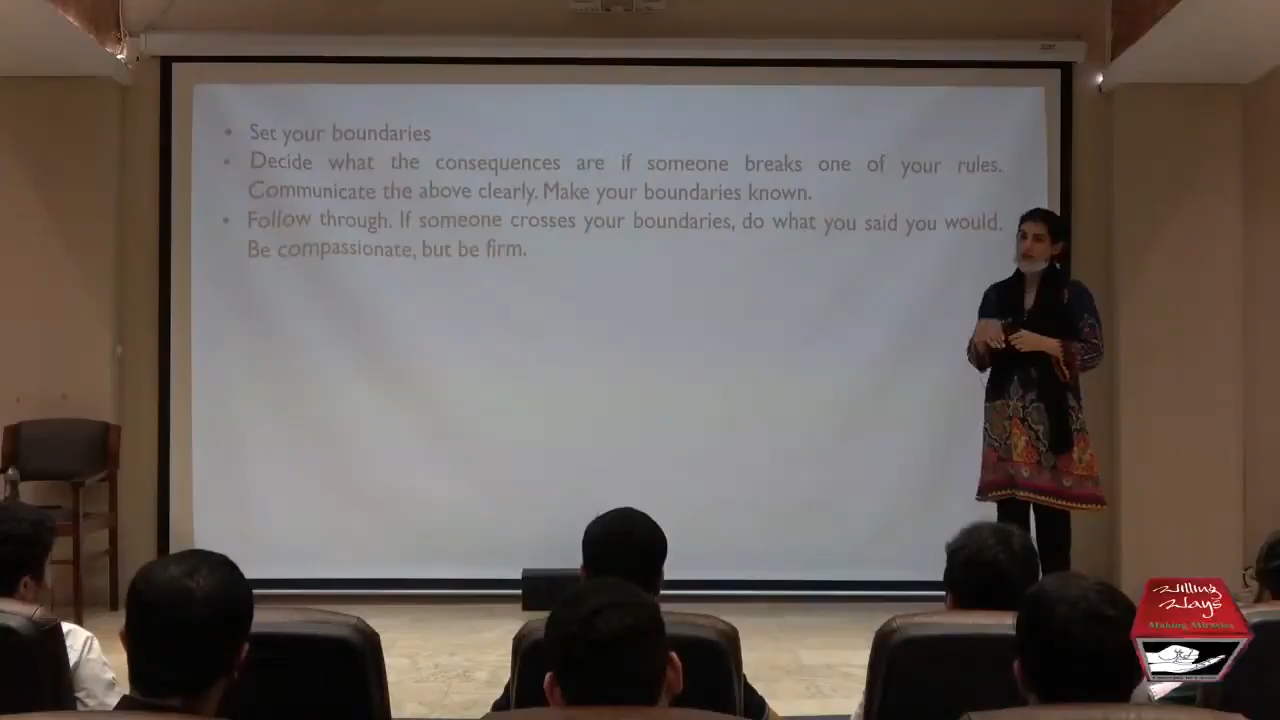 • Set your boundaries
• Decide what the consequences are if someone breaks one of your rules.
Communicate the above clearly. Make your boundaries known.
• Follow through. If someone crosses your boundaries, do what you said you would.
Be compassionate, but be firm.
Willing
Ways
Making Miracles